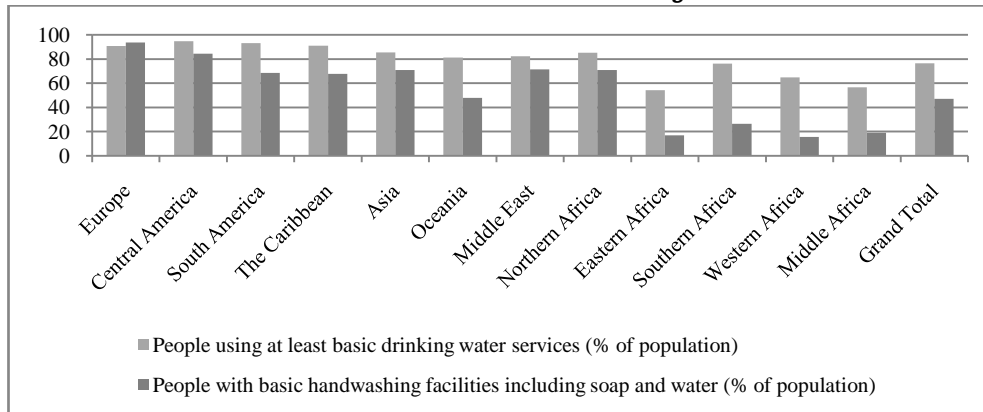 100
80
60
40
20
0
Europe
Central America
South America
The Caribbean
Asia
Oceania
Middle East
Northern Africa
Eastern Africa
Southern Africa
Western Africa
Middle Africa
Grand Total
People using at least basic drinking water services (% of population)
People with basic handwashing facilities including soap and water (% of population)